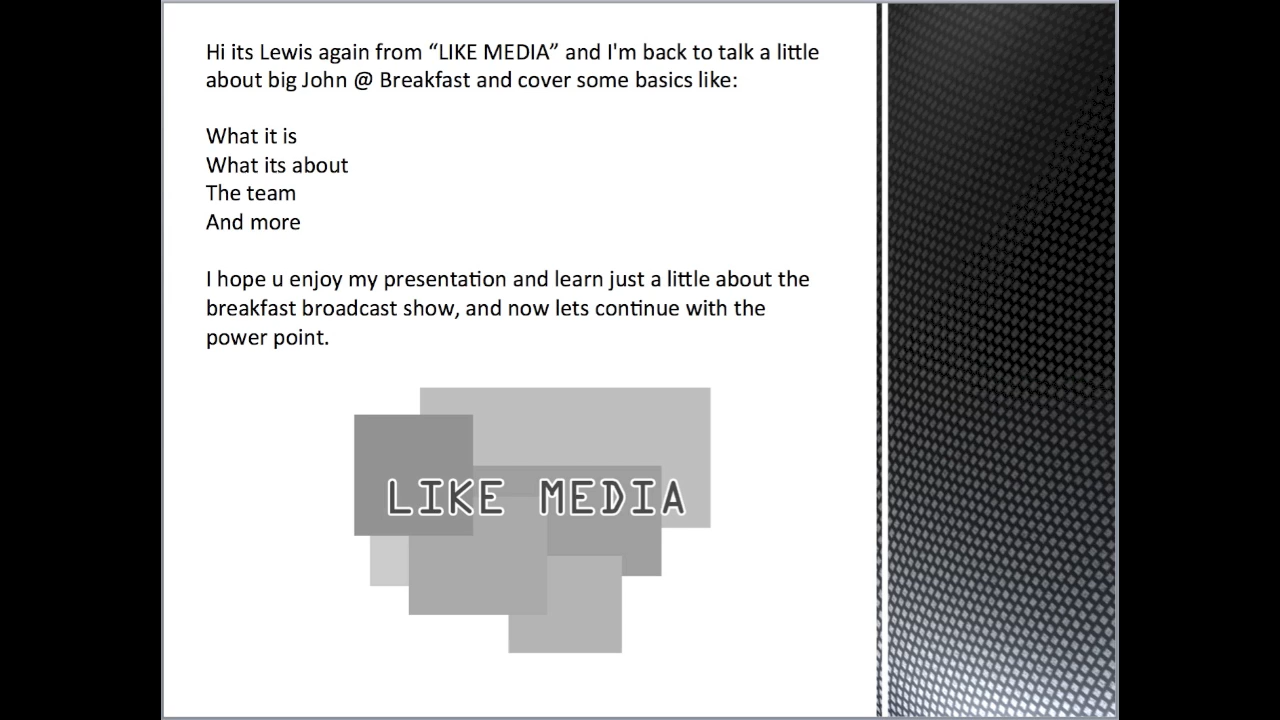 Hi its Lewis again from “LIKE MEDIA” and I'm back to talk a little
about big John @ Breakfast and cover some basics like:
What it is
What its about
The team
And more
I hope u enjoy my presentation and learn just a little about the
breakfast broadcast show, and now lets continue with the
power point.
LIKE MEDIA